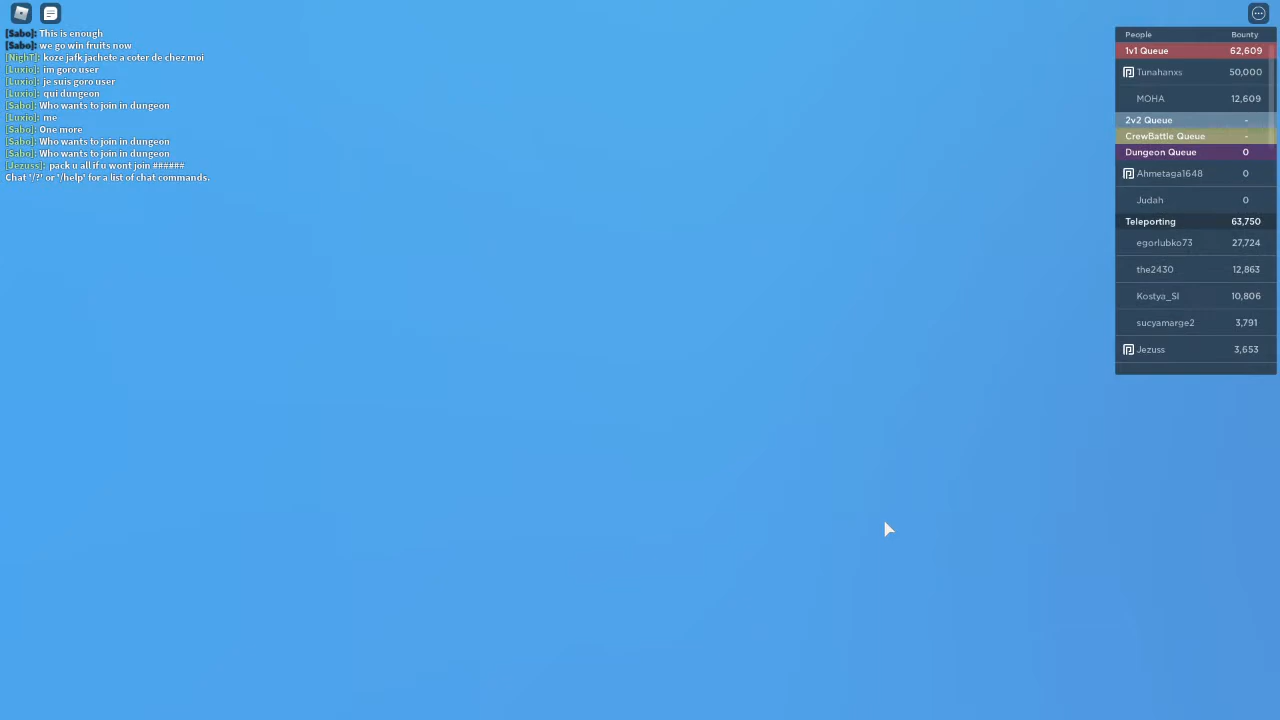 [Sabo]: This is enough
[Sabo]: we go win fruits now
[NighT]: koze jafk jachete a coter de chez moi
[Luxio]: im goro user
[Luxio]: je suis goro user
[Luxio]: qui dungeon
[Sabo]: Who wants to join in dungeon
[Luxio]: me
[Sabo]: One more
[Sabo]: Who wants to join in dungeon
[Sabo]: Who wants to join in dungeon
[Jezuss]: pack u all if u wont join ######
Chat '/?' or '/help' for a list of chat commands.
People Bounty
1v1 Queue 62,609
Tunahanxs 50,000
MOHA 12,609
2v2 Queue -
CrewBattle Queue -
Dungeon Queue 0
Ahmetaga1648 0
Judah 0
Teleporting 63,750
egorlubko73 27,724
the2430 12,863
Kostya_SI 10,806
sucyamarge2 3,791
Jezuss 3,653